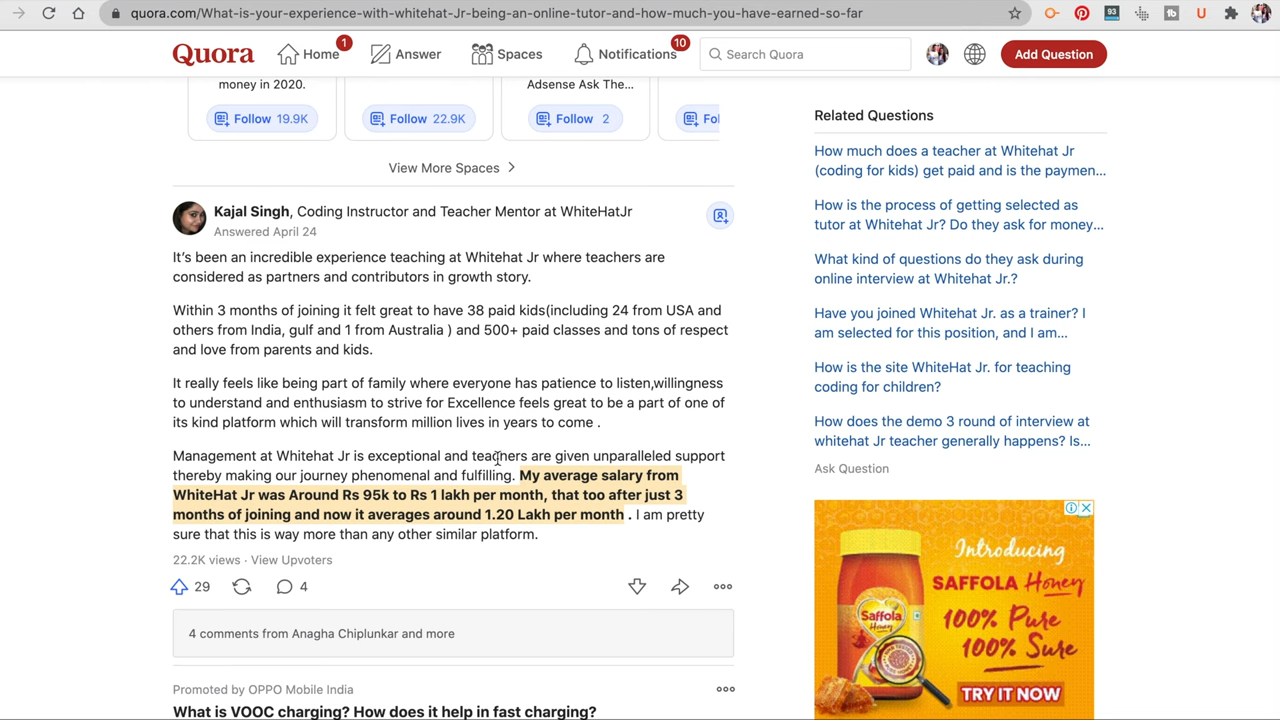 quora.com/What-is-your-experience-with-whitehat-Jr-being-an-online-tutor-and-how-much-you-have-earned-so-far
93
tb
U
Quora
Home
1
Answer
Spaces
Notifications
10
Search Quora
Add Question
money in 2020.
Adsense Ask The...
Follow 19.9K
Follow 22.9K
Follow 2
Fol
View More Spaces
Kajal Singh, Coding Instructor and Teacher Mentor at WhiteHatJr
Answered April 24
It's been an incredible experience teaching at Whitehat Jr where teachers are
considered as partners and contributors in growth story.
Within 3 months of joining it felt great to have 38 paid kids(including 24 from USA and
others from India, gulf and 1 from Australia ) and 500+ paid classes and tons of respect
and love from parents and kids.
It really feels like being part of family where everyone has patience to listen,willingness
to understand and enthusiasm to strive for Excellence feels great to be a part of one of
its kind platform which will transform million lives in years to come .
Management at Whitehat Jr is exceptional and teachers are given unparalleled support
thereby making our journey phenomenal and fulfilling. My average salary from
WhiteHat Jr was Around Rs 95k to Rs 1 lakh per month, that too after just 3
months of joining and now it averages around 1.20 Lakh per month . I am pretty
sure that this is way more than any other similar platform.
22.2K views · View Upvoters
29
4
4 comments from Anagha Chiplunkar and more
Promoted by OPPO Mobile India
What is VOOC charging? How does it help in fast charging?
Related Questions
How much does a teacher at Whitehat Jr
(coding for kids) get paid and is the paymen...
How is the process of getting selected as
tutor at Whitehat Jr? Do they ask for money...
What kind of questions do they ask during
online interview at Whitehat Jr.?
Have you joined Whitehat Jr. as a trainer? I
am selected for this position, and I am...
How is the site WhiteHat Jr. for teaching
coding for children?
How does the demo 3 round of interview at
whitehat Jr teacher generally happens? Is...
Ask Question
Introducing
SAFFOLA Honey
100% Pure
100% Sure
TRY IT NOW
Saffola
Honey